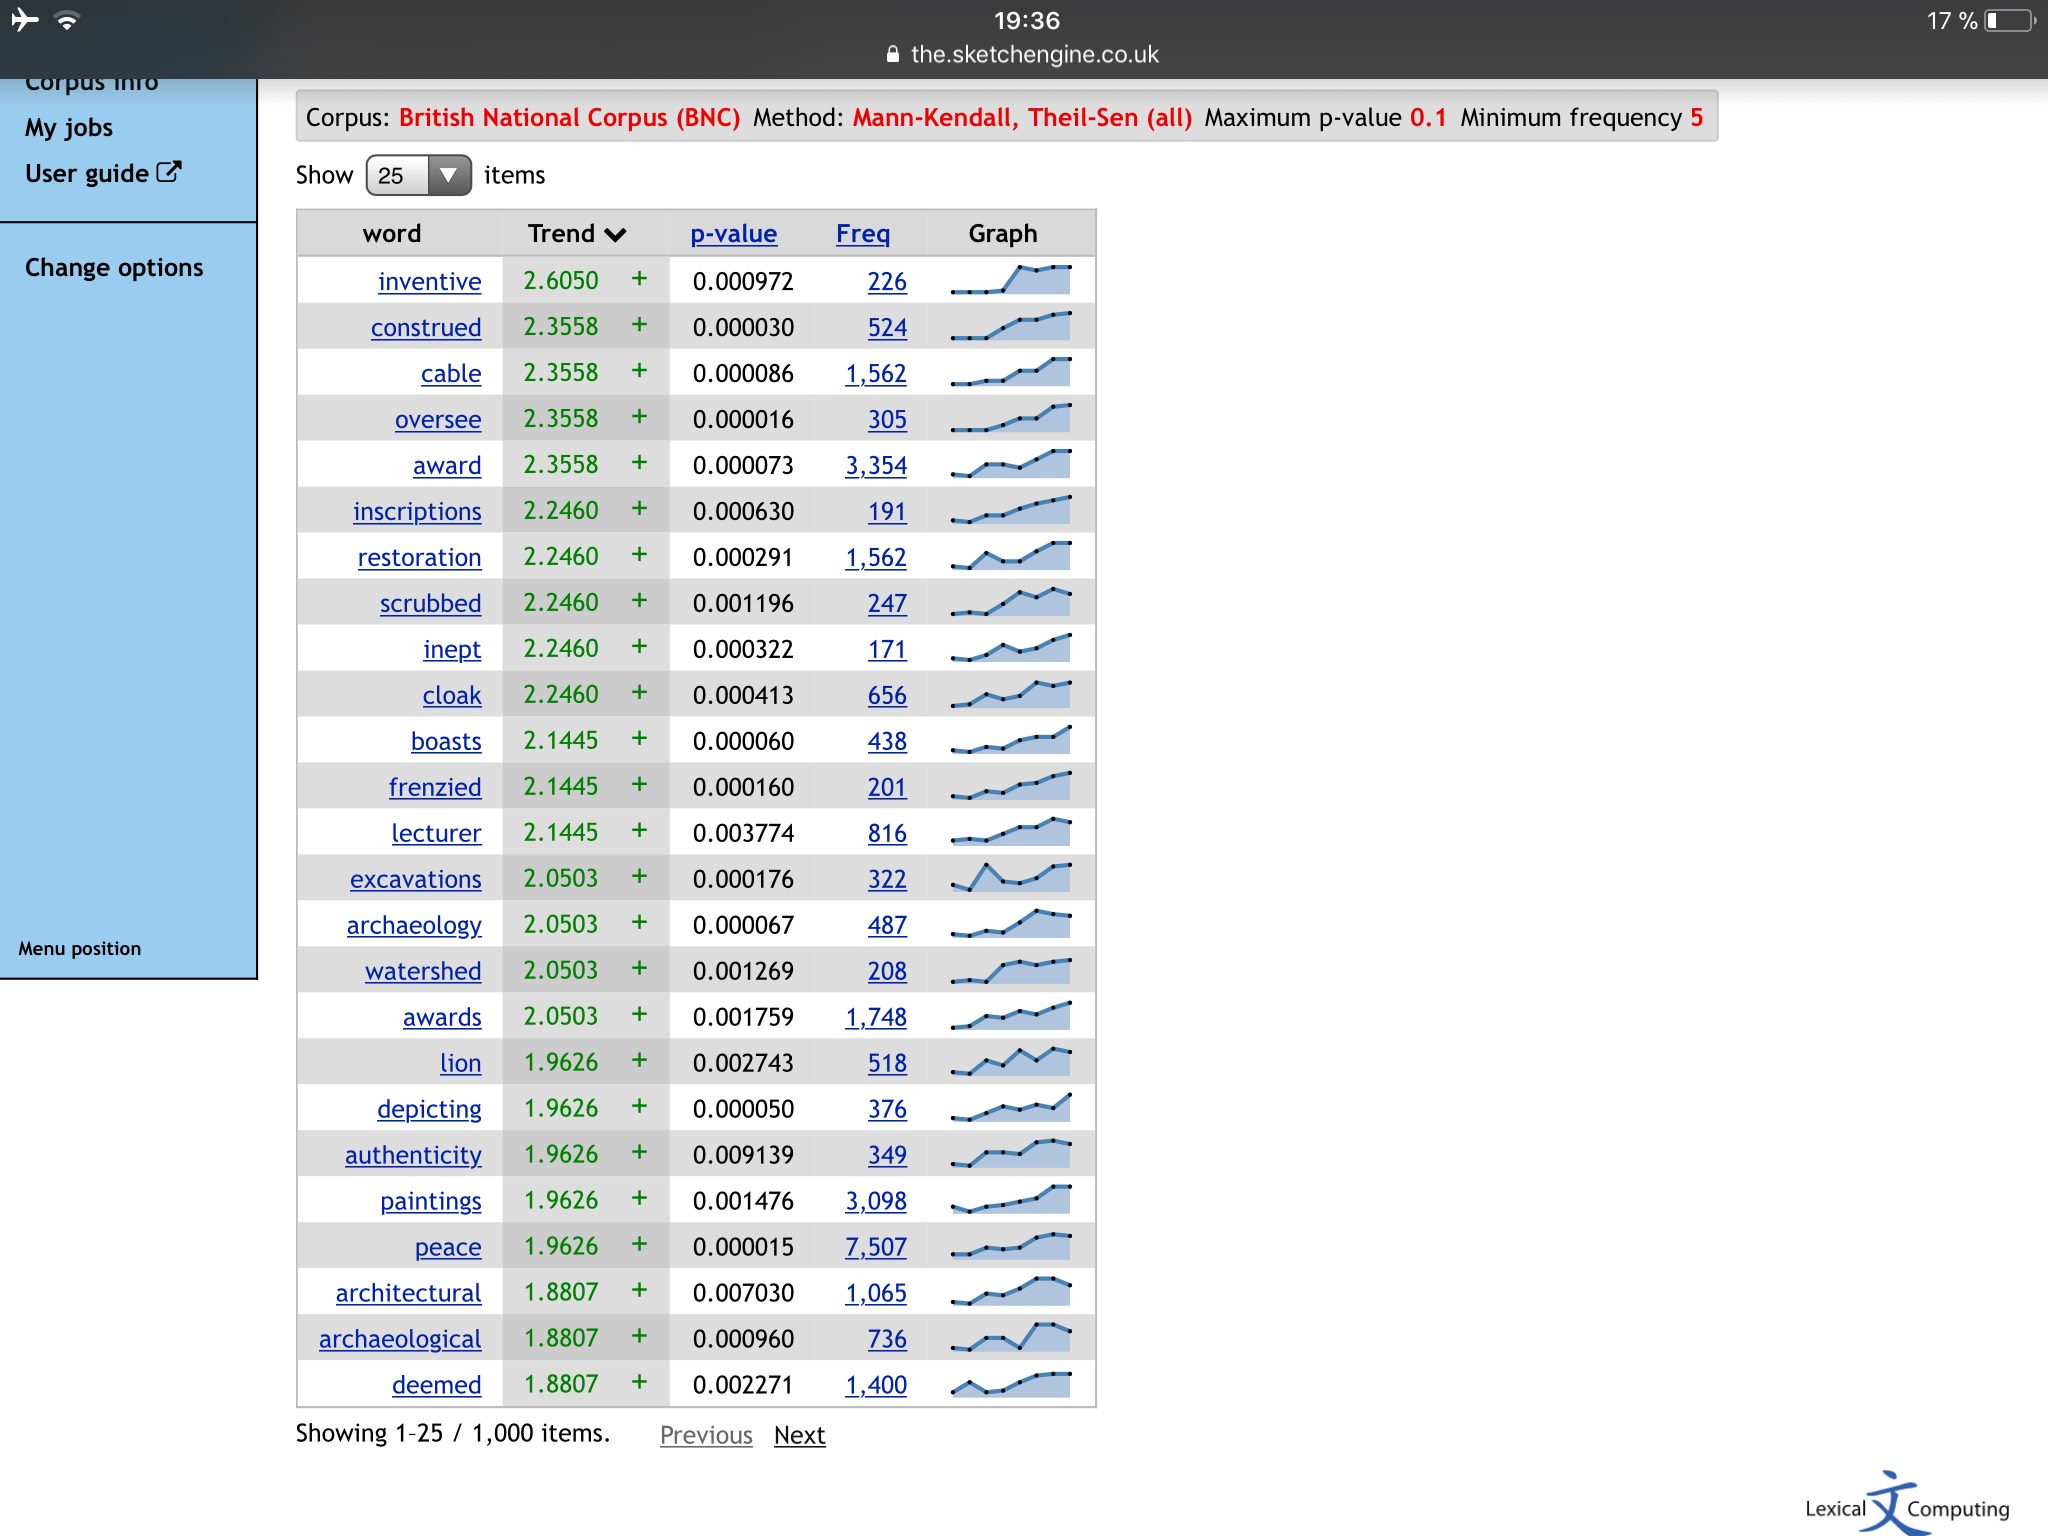 19:36
17 %
the.sketchengine.co.uk
Corpus info
My jobs
User guide
Change options
Menu position
Corpus: British National Corpus (BNC) Method: Mann-Kendall, Theil-Sen (all) Maximum p-value 0.1 Minimum frequency 5
Show 25 items
word Trend p-value Freq Graph
inventive 2.6050 + 0.000972 226
construed 2.3558 + 0.000030 524
cable 2.3558 + 0.000086 1,562
oversee 2.3558 + 0.000016 305
award 2.3558 + 0.000073 3,354
inscriptions 2.2460 + 0.000630 191
restoration 2.2460 + 0.000291 1,562
scrubbed 2.2460 + 0.001196 247
inept 2.2460 + 0.000322 171
cloak 2.2460 + 0.000413 656
boasts 2.1445 + 0.000060 438
frenzied 2.1445 + 0.000160 201
lecturer 2.1445 + 0.003774 816
excavations 2.0503 + 0.000176 322
archaeology 2.0503 + 0.000067 487
watershed 2.0503 + 0.001269 208
awards 2.0503 + 0.001759 1,748
lion 1.9626 + 0.002743 518
depicting 1.9626 + 0.000050 376
authenticity 1.9626 + 0.009139 349
paintings 1.9626 + 0.001476 3,098
peace 1.9626 + 0.000015 7,507
architectural 1.8807 + 0.007030 1,065
archaeological 1.8807 + 0.000960 736
deemed 1.8807 + 0.002271 1,400
Showing 1-25 / 1,000 items. Previous Next
Lexical 文 Computing